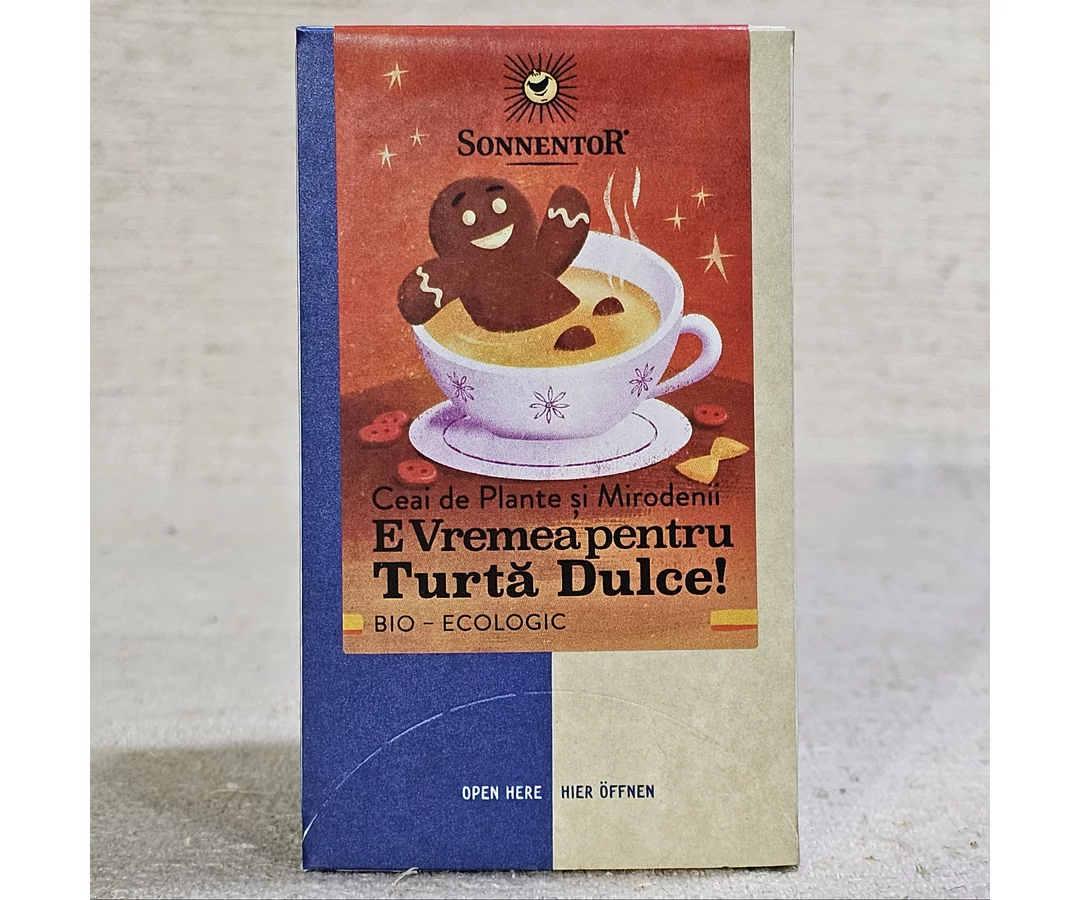 SONNENTOR®
Ceai de Plante și Mirodenii
E Vremea pentru
Turtă Dulce!
BIO – ECOLOGIC
OPEN HERE HIER ÖFFNEN